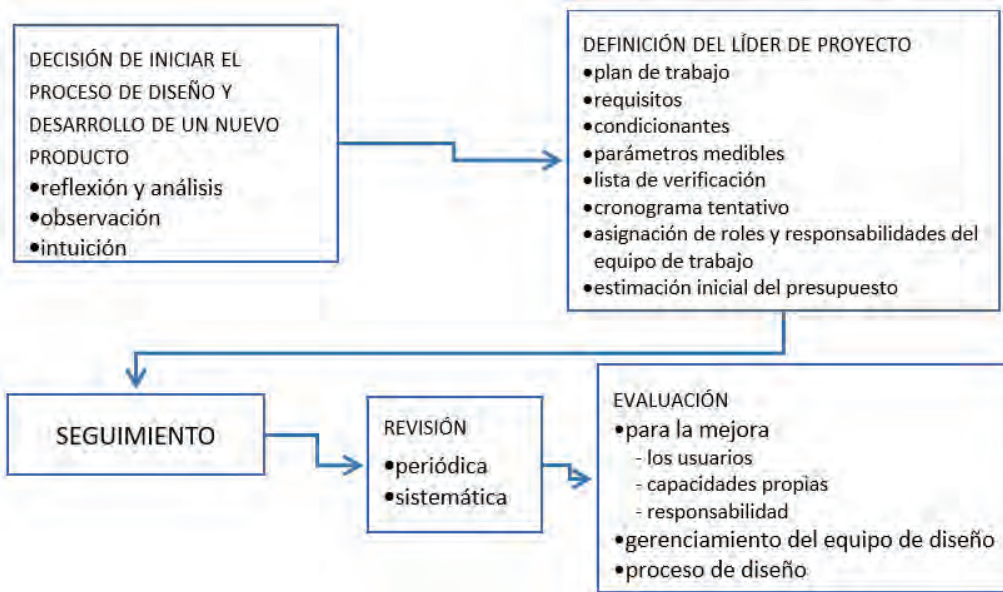 DECISIÓN DE INICIAR EL
PROCESO DE DISEÑO Y
DESARROLLO DE UN NUEVO
PRODUCTO
•reflexión y análisis
•observación
•intuición
DEFINICIÓN DEL LÍDER DE PROYECTO
•plan de trabajo
•requisitos
•condicionantes
•parámetros medibles
•lista de verificación
•cronograma tentativo
•asignación de roles y responsabilidades del
equipo de trabajo
•estimación inicial del presupuesto
SEGUIMIENTO
REVISIÓN
•periódica
•sistemática
EVALUACIÓN
•para la mejora
- los usuarios
- capacidades propias
- responsabilidad
•gerenciamiento del equipo de diseño
•proceso de diseño